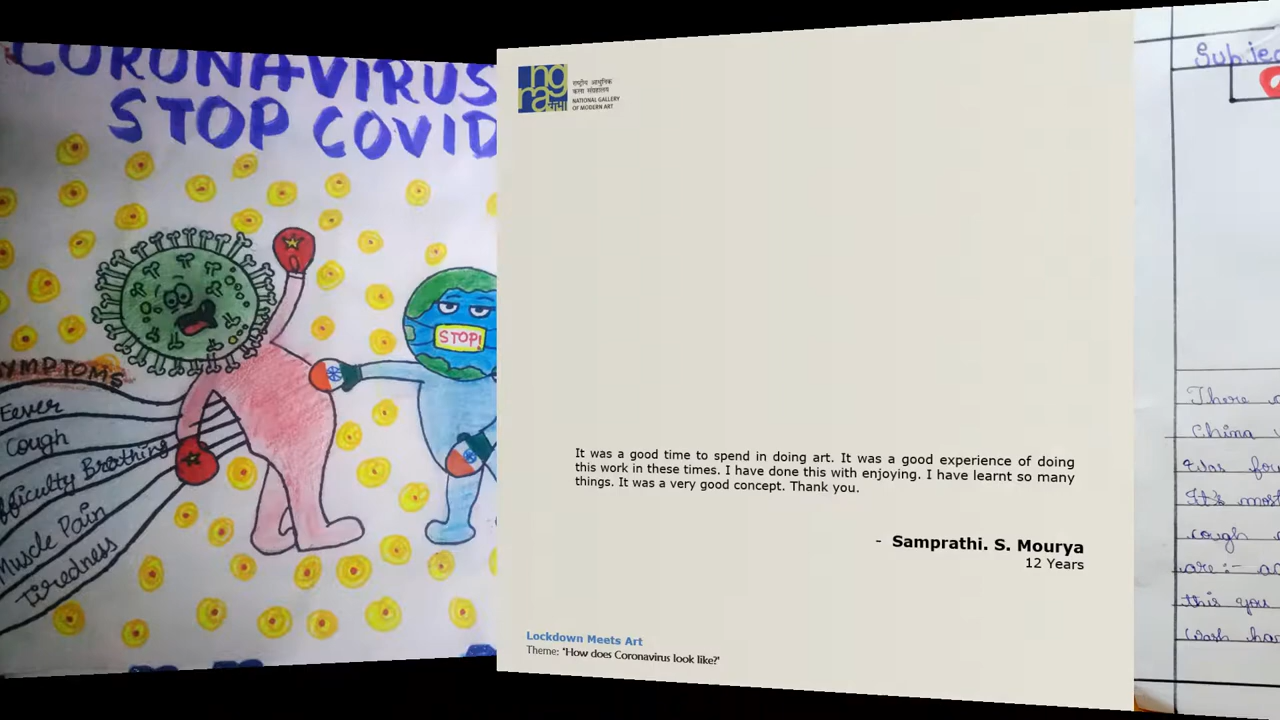 CORONAVIRUS
STOP COVID
STOP!
SYMPTOMS
Fever
Cough
Difficulty Breathing
Muscle Pain
Tiredness
राष्ट्रीय आधुनिक
कला संग्रहालय
NATIONAL GALLERY
OF MODERN ART
It was a good time to spend in doing art. It was a good experience of doing
this work in these times. I have done this with enjoying. I have learnt so many
things. It was a very good concept. Thank you.
- Samprathi. S. Mourya
12 Years
Lockdown Meets Art
Theme: "How does Coronavirus look like?"
There
China
was
It's
cough
are:-
this you
wash